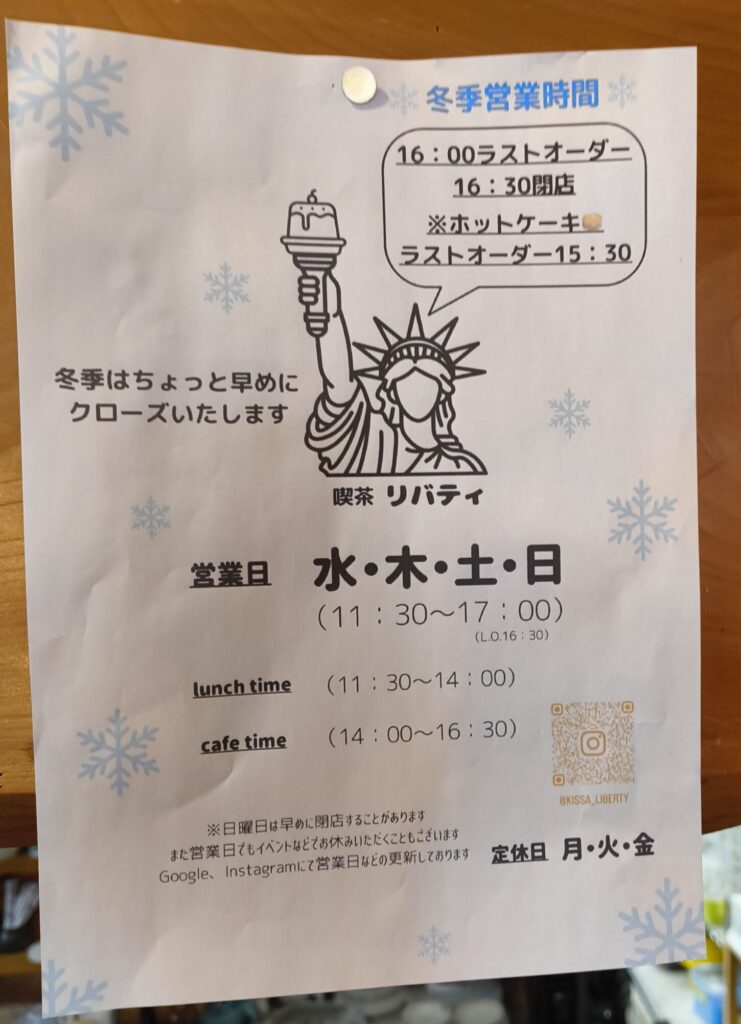 冬季営業時間
16：00ラストオーダー
16：30閉店
※ホットケーキ
ラストオーダー15：30
冬季はちょっと早めに
クローズいたします
喫茶 リバティ
営業日 水・木・土・日
（11：30～17：00）
（L.O.16：30）
lunch time （11：30～14：00）
cafe time （14：00～16：30）
@KISSA_LIBERTY
※日曜日は早めに閉店することがあります
また営業日でもイベントなどでお休みいただくこともございます
Google、Instagramにて営業日などの更新しております
定休日 月・火・金